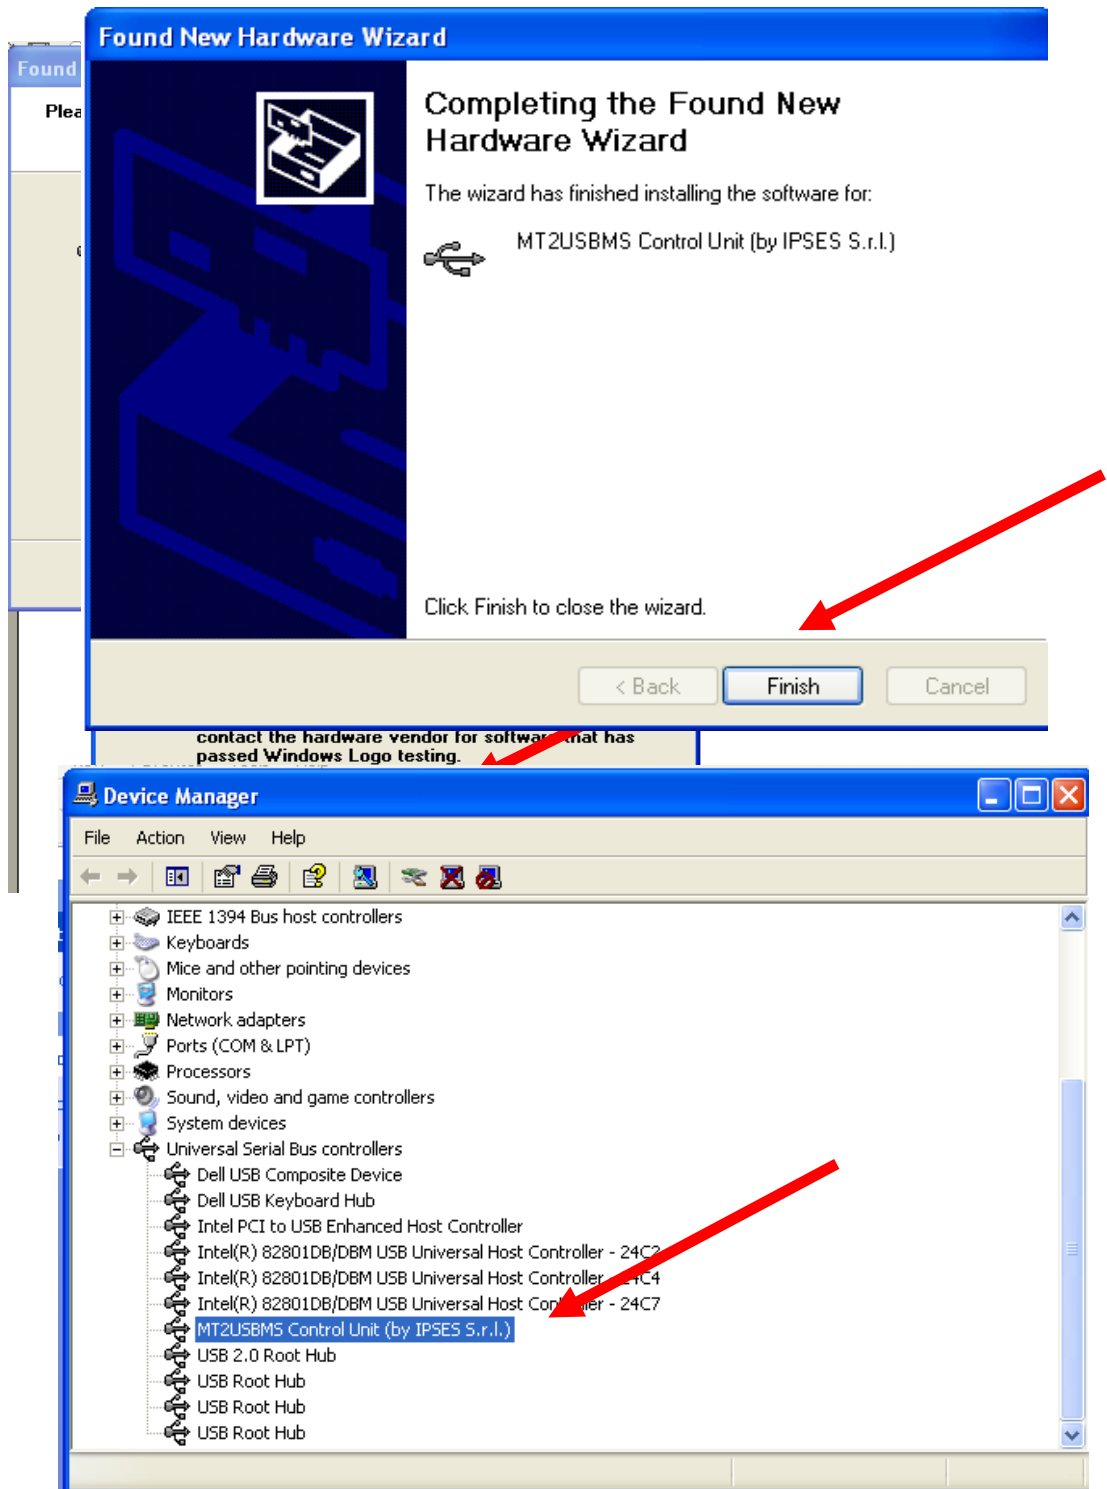 Found New Hardware Wizard
Found
Plea
Completing the Found New
Hardware Wizard
The wizard has finished installing the software for:
MT2USBMS Control Unit (by IPSES S.r.l.)
Click Finish to close the wizard.
< Back
Finish
Cancel
contact the hardware vendor for software that has
passed Windows Logo testing.
Device Manager
File Action View Help
IEEE 1394 Bus host controllers
Keyboards
Mice and other pointing devices
Monitors
Network adapters
Ports (COM & LPT)
Processors
Sound, video and game controllers
System devices
Universal Serial Bus controllers
Dell USB Composite Device
Dell USB Keyboard Hub
Intel PCI to USB Enhanced Host Controller
Intel(R) 82801DB/DBM USB Universal Host Controller - 24C2
Intel(R) 82801DB/DBM USB Universal Host Controller - 24C4
Intel(R) 82801DB/DBM USB Universal Host Controller - 24C7
MT2USBMS Control Unit (by IPSES S.r.l.)
USB 2.0 Root Hub
USB Root Hub
USB Root Hub
USB Root Hub